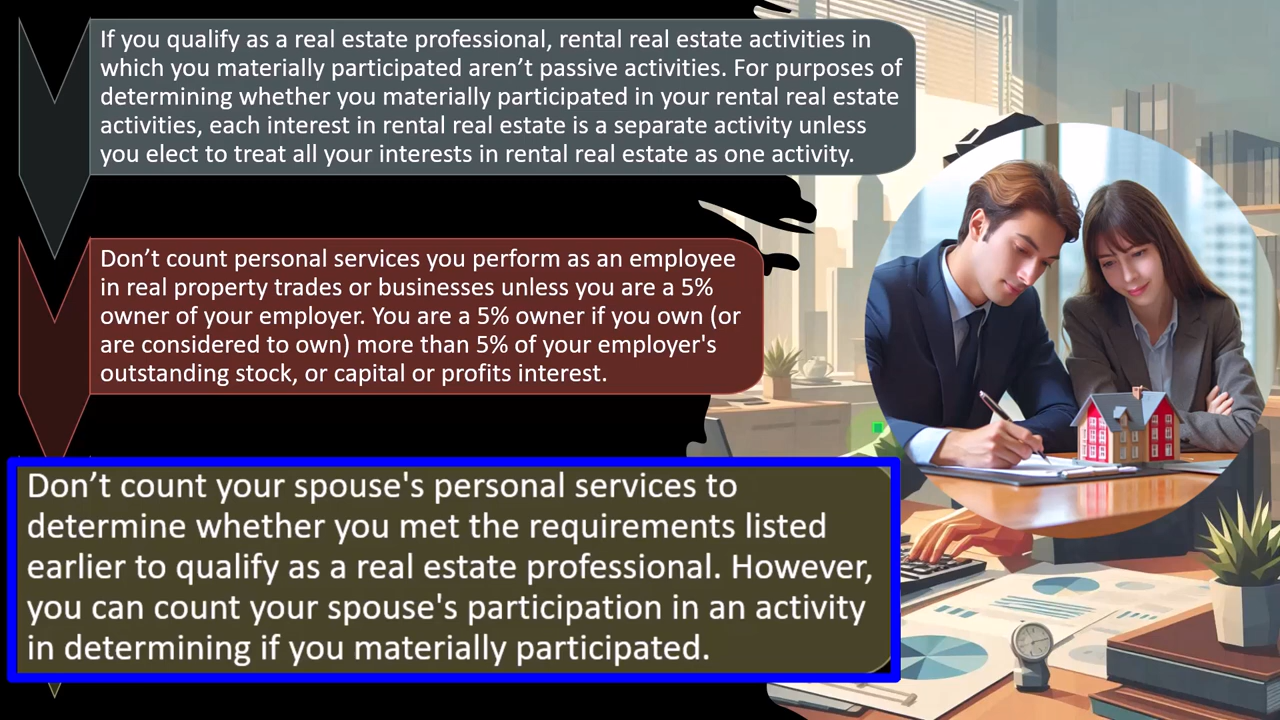 If you qualify as a real estate professional, rental real estate activities in
which you materially participated aren’t passive activities. For purposes of
determining whether you materially participated in your rental real estate
activities, each interest in rental real estate is a separate activity unless
you elect to treat all your interests in rental real estate as one activity.
Don’t count personal services you perform as an employee
in real property trades or businesses unless you are a 5%
owner of your employer. You are a 5% owner if you own (or
are considered to own) more than 5% of your employer's
outstanding stock, or capital or profits interest.
Don’t count your spouse's personal services to
determine whether you met the requirements listed
earlier to qualify as a real estate professional. However,
you can count your spouse's participation in an activity
in determining if you materially participated.